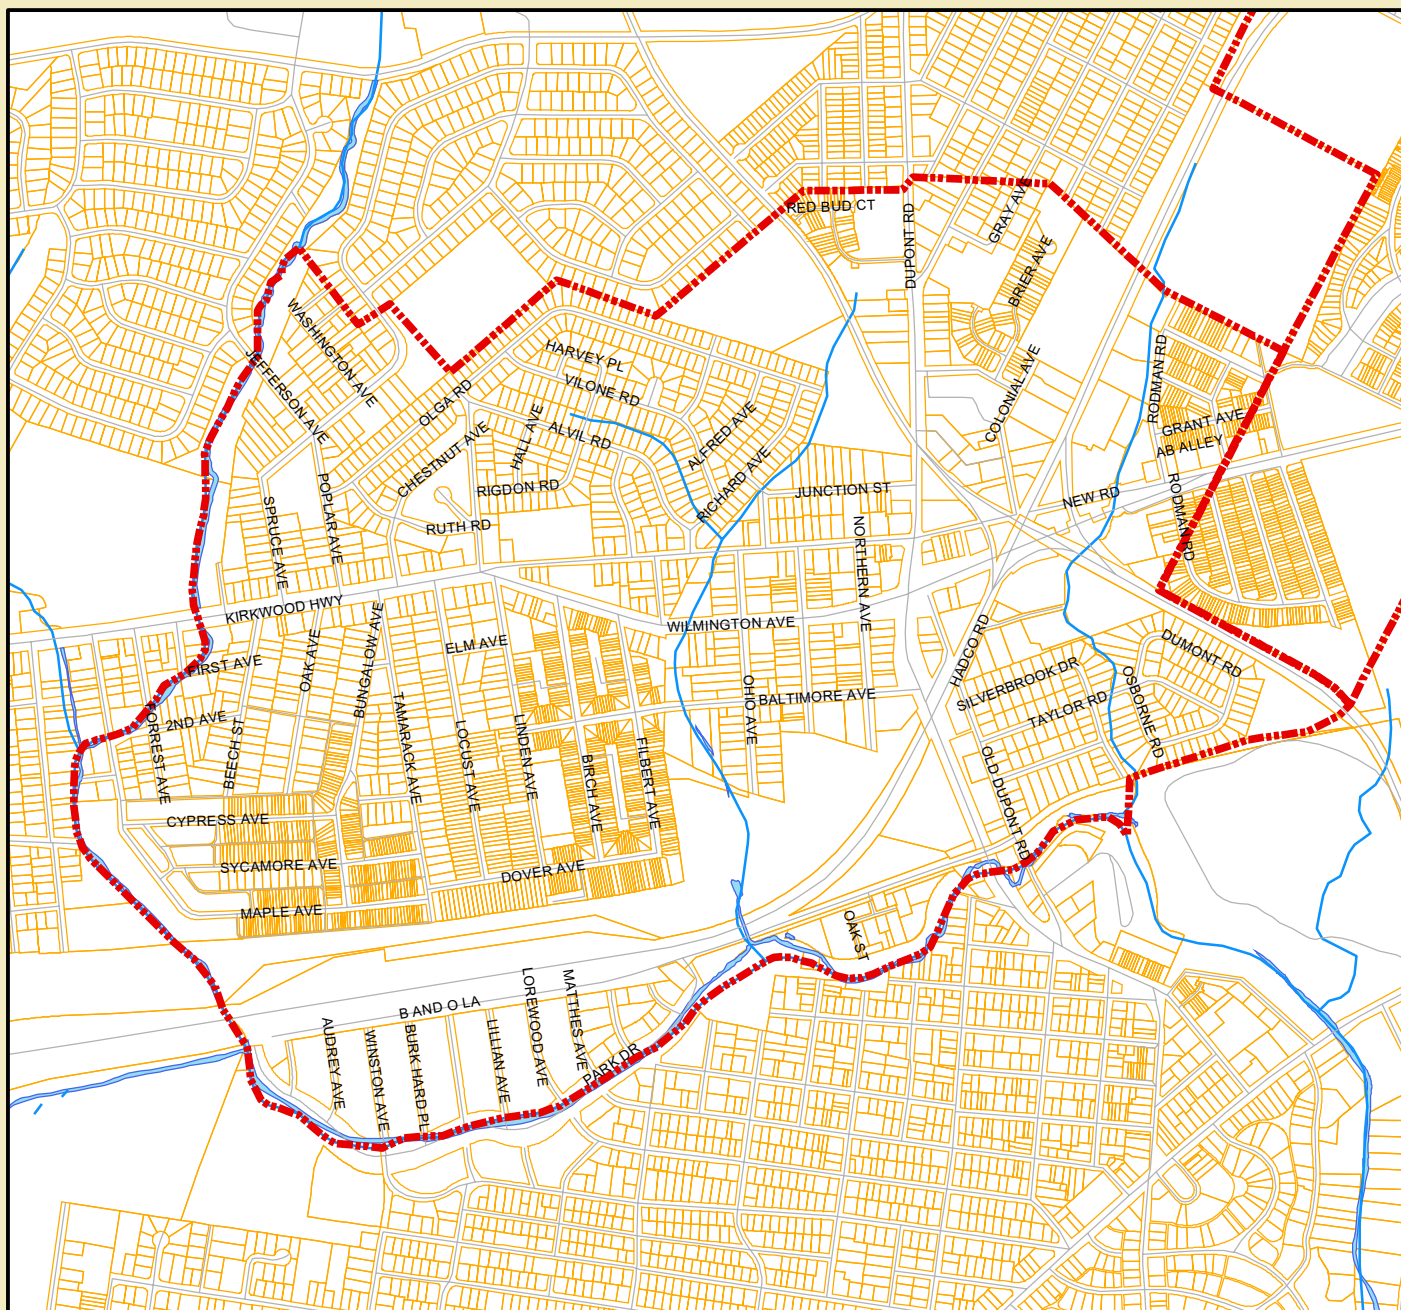 RED BUD CT
DUPONT RD
GRAY AVE
BRIER AVE
WASHINGTON AVE
JEFFERSON AVE
HARVEY PL
VILONE RD
OLGA RD
ALVIL RD
HALL AVE
CHESTNUT AVE
ALFRED AVE
RICHARD AVE
COLONIAL AVE
RODMAN RD
GRANT AVE
AB ALLEY
RIGDON RD
JUNCTION ST
NEW RD
RODMAN RD
RUTH RD
POPLAR AVE
SPRUCE AVE
NORTHERN AVE
KIRKWOOD HWY
WILMINGTON AVE
ELM AVE
BUNGALOW AVE
OAK AVE
FIRST AVE
HADCO RD
DUMONT RD
SILVERBROOK DR
TAYLOR RD
OSBORNE RD
BALTIMORE AVE
OHIO AVE
2ND AVE
FORREST AVE
BEECH ST
TAMARACK AVE
LOCUST AVE
LINDEN AVE
BIRCH AVE
FILBERT AVE
OLD DUPONT RD
CYPRESS AVE
SYCAMORE AVE
DOVER AVE
MAPLE AVE
OAK ST
B AND O LA
LOREWOOD AVE
MATTHES AVE
AUDREY AVE
WINSTON AVE
BURK HARD PL
LILLIAN AVE
PARK DR